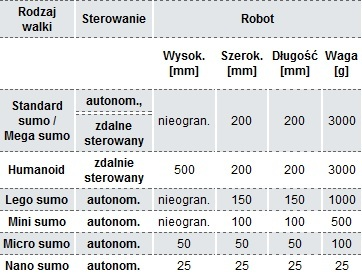 Rodzaj walki Sterowanie Robot
Wysok. [mm] Szerok. [mm] Długość [mm] Waga [g]
Standard sumo / Mega sumo autonom., zdalne sterowany nieogran. 200 200 3000
Humanoid zdalnie sterowany 500 200 200 3000
Lego sumo autonom. nieogran. 150 150 1000
Mini sumo autonom. nieogran. 100 100 500
Micro sumo autonom. 50 50 50 100
Nano sumo autonom. 25 25 25 25